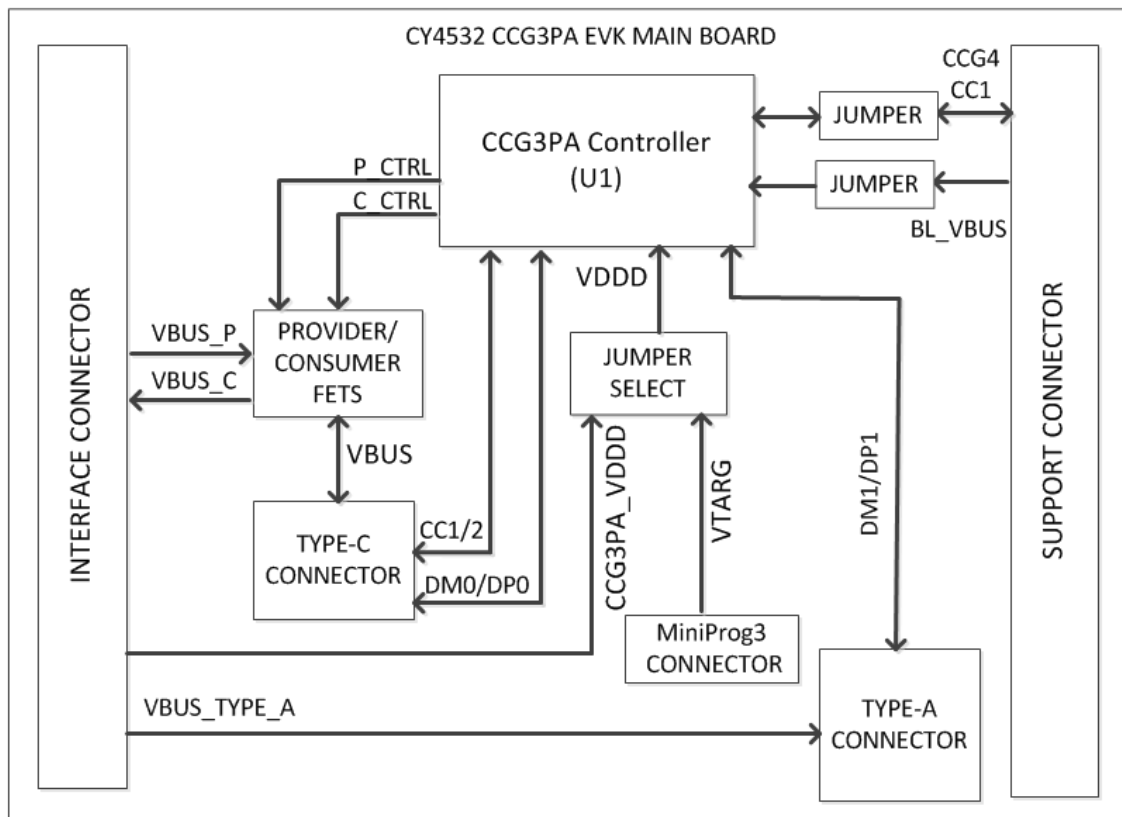 CY4532 CCG3PA EVK MAIN BOARD
INTERFACE CONNECTOR
CCG3PA Controller
(U1)
CCG4
CC1
JUMPER
JUMPER
BL_VBUS
SUPPORT CONNECTOR
P_CTRL
C_CTRL
VDDD
VBUS_P
VBUS_C
PROVIDER/
CONSUMER
FETS
JUMPER
SELECT
VBUS
TYPE-C
CONNECTOR
CC1/2
DM0/DP0
CCG3PA_VDDD
VTARG
DM1/DP1
MiniProg3
CONNECTOR
VBUS_TYPE_A
TYPE-A
CONNECTOR